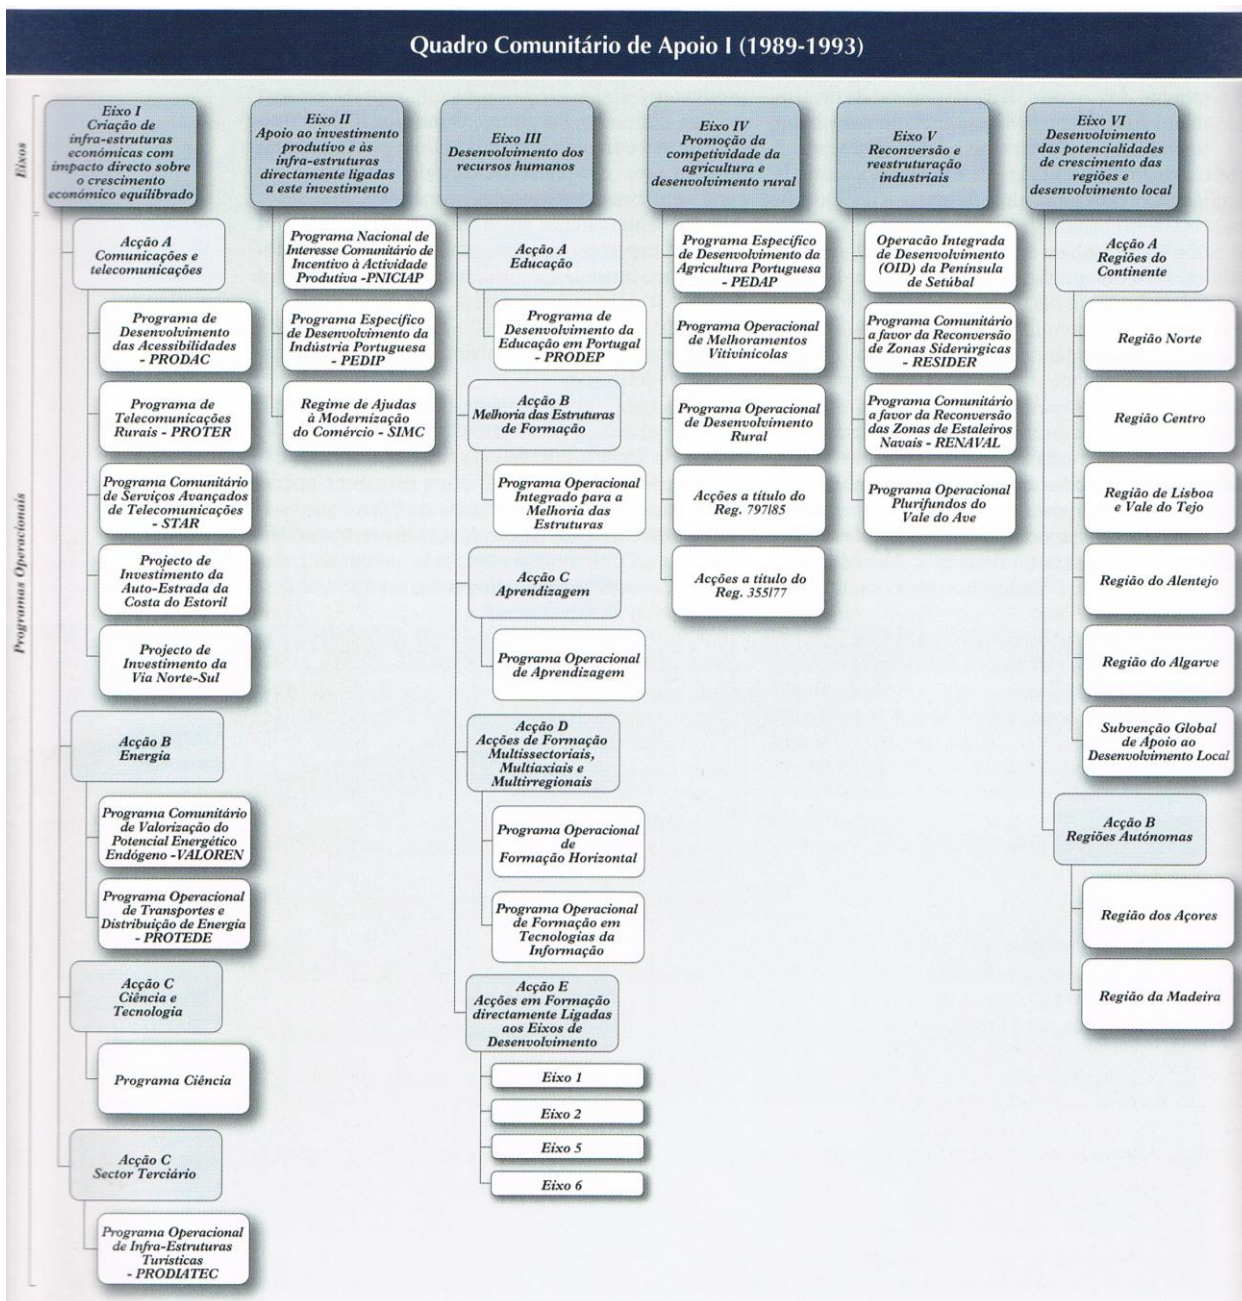 Quadro Comunitário de Apoio I (1989-1993)
Eixos
Programas Operacionais
Eixo I
Criação de
infra-estruturas
económicas com
impacto directo sobre
o crescimento
económico equilibrado
Acção A
Comunicações e
telecomunicações
Programa de
Desenvolvimento
das Acessibilidades
- PRODAC
Programa de
Telecomunicações
Rurais - PROTER
Programa Comunitário
de Serviços Avançados
de Telecomunicações
- STAR
Projecto de
Investimento da
Auto-Estrada da
Costa do Estoril
Projecto de
Investimento da
Via Norte-Sul
Acção B
Energia
Programa Comunitário
de Valorização do
Potencial Energético
Endógeno -VALOREN
Programa Operacional
de Transportes e
Distribuição de Energia
- PROTEDE
Acção C
Ciência e
Tecnologia
Programa Ciência
Acção C
Sector Terciário
Programa Operacional
de Infra-Estruturas
Turísticas
- PRODIATEC
Eixo II
Apoio ao investimento
produtivo e às
infra-estruturas
directamente ligadas
a este investimento
Programa Nacional de
Interesse Comunitário de
Incentivo à Actividade
Produtiva -PNICIAP
Programa Específico
de Desenvolvimento da
Indústria Portuguesa
- PEDIP
Regime de Ajudas
à Modernização
do Comércio - SIMC
Eixo III
Desenvolvimento dos
recursos humanos
Acção A
Educação
Programa de
Desenvolvimento da
Educação em Portugal
- PRODEP
Acção B
Melhoria das Estruturas
de Formação
Programa Operacional
Integrado para a
Melhoria das
Estruturas
Acção C
Aprendizagem
Programa Operacional
de Aprendizagem
Acção D
Acções de Formação
Multissectoriais,
Multiaxiais e
Multirregionais
Programa Operacional
de
Formação Horizontal
Programa Operacional
de Formação em
Tecnologias da
Informação
Acção E
Acções em Formação
directamente Ligadas
aos Eixos de
Desenvolvimento
Eixo 1
Eixo 2
Eixo 5
Eixo 6
Eixo IV
Promoção da
competividade da
agricultura e
desenvolvimento rural
Programa Específico
de Desenvolvimento da
Agricultura Portuguesa
- PEDAP
Programa Operacional
de Melhoramentos
Vitivinícolas
Programa Operacional
de Desenvolvimento
Rural
Acções a título do
Reg. 797/85
Acções a título do
Reg. 355/77
Eixo V
Reconversão e
reestruturação
industriais
Operacão Integrada
de Desenvolvimento
(OID) da Península
de Setúbal
Programa Comunitário
a favor da Reconversão
de Zonas Siderúrgicas
- RESIDER
Programa Comunitário
a favor da Reconversão
das Zonas de Estaleiros
Navais - RENAVAL
Programa Operacional
Plurifundos do
Vale do Ave
Eixo VI
Desenvolvimento
das potencialidades
de crescimento das
regiões e
desenvolvimento local
Acção A
Regiões do
Continente
Região Norte
Região Centro
Região de Lisboa
e Vale do Tejo
Região do Alentejo
Região do Algarve
Subvenção Global
de Apoio ao
Desenvolvimento Local
Acção B
Regiões Autónomas
Região dos Açores
Região da Madeira